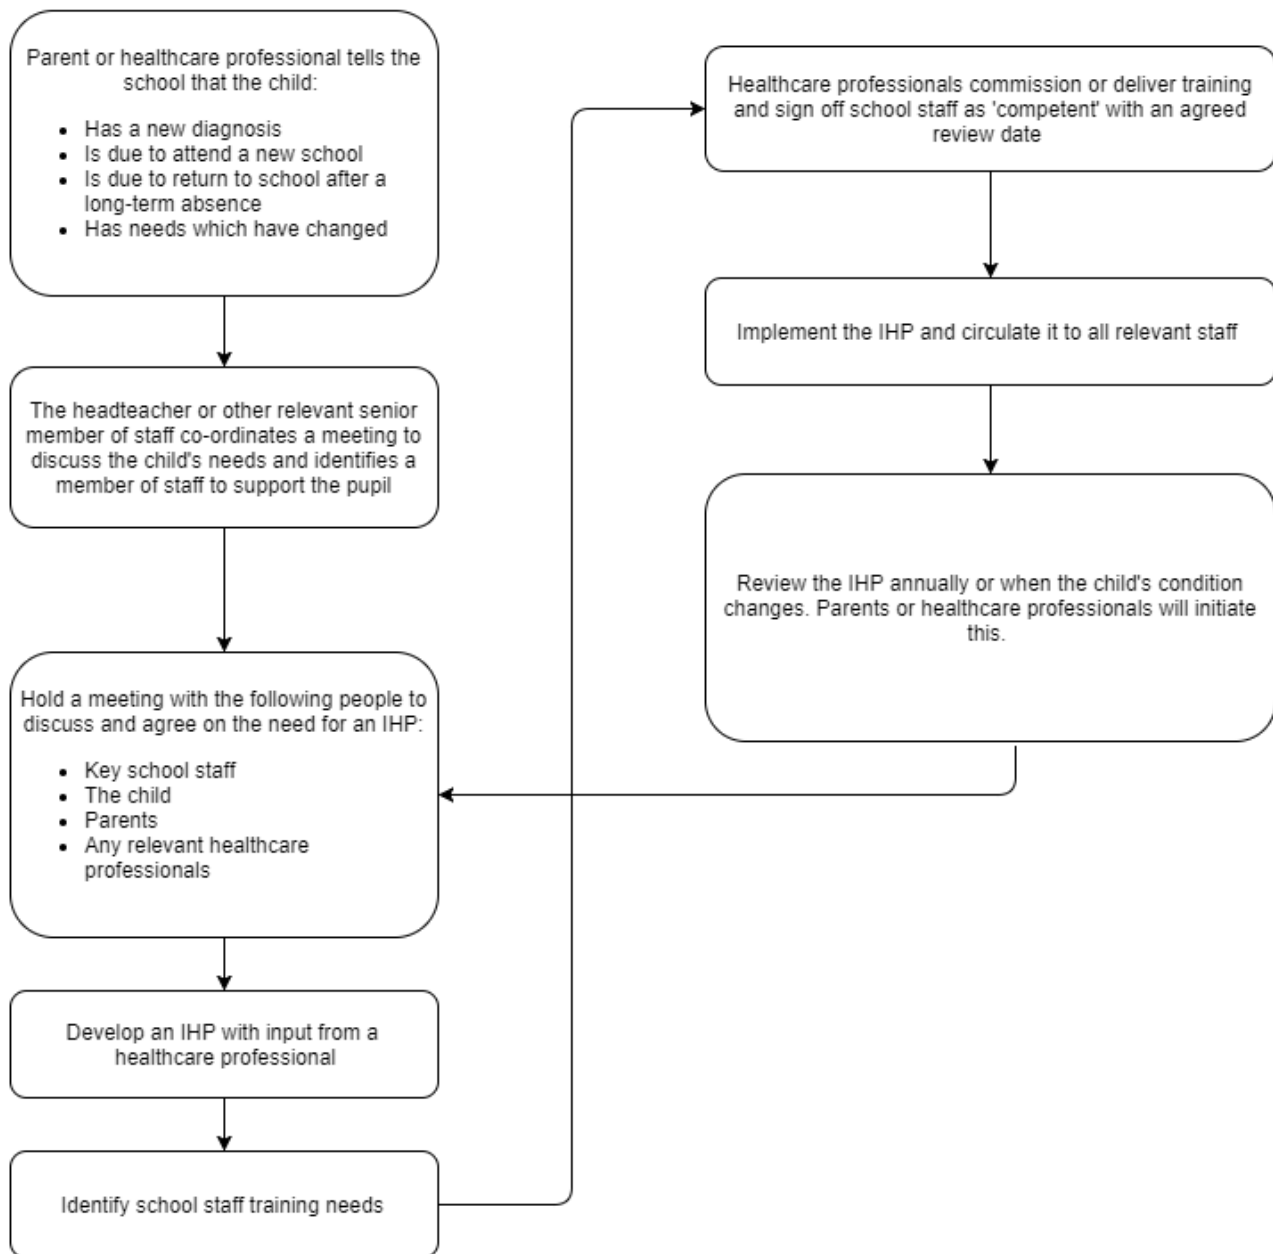 Parent or healthcare professional tells the
school that the child:
• Has a new diagnosis
• Is due to attend a new school
• Is due to return to school after a
long-term absence
• Has needs which have changed
The headteacher or other relevant senior
member of staff co-ordinates a meeting to
discuss the child's needs and identifies a
member of staff to support the pupil
Hold a meeting with the following people to
discuss and agree on the need for an IHP:
• Key school staff
• The child
• Parents
• Any relevant healthcare
professionals
Develop an IHP with input from a
healthcare professional
Identify school staff training needs
Healthcare professionals commission or deliver training
and sign off school staff as 'competent' with an agreed
review date
Implement the IHP and circulate it to all relevant staff
Review the IHP annually or when the child's condition
changes. Parents or healthcare professionals will initiate
this.